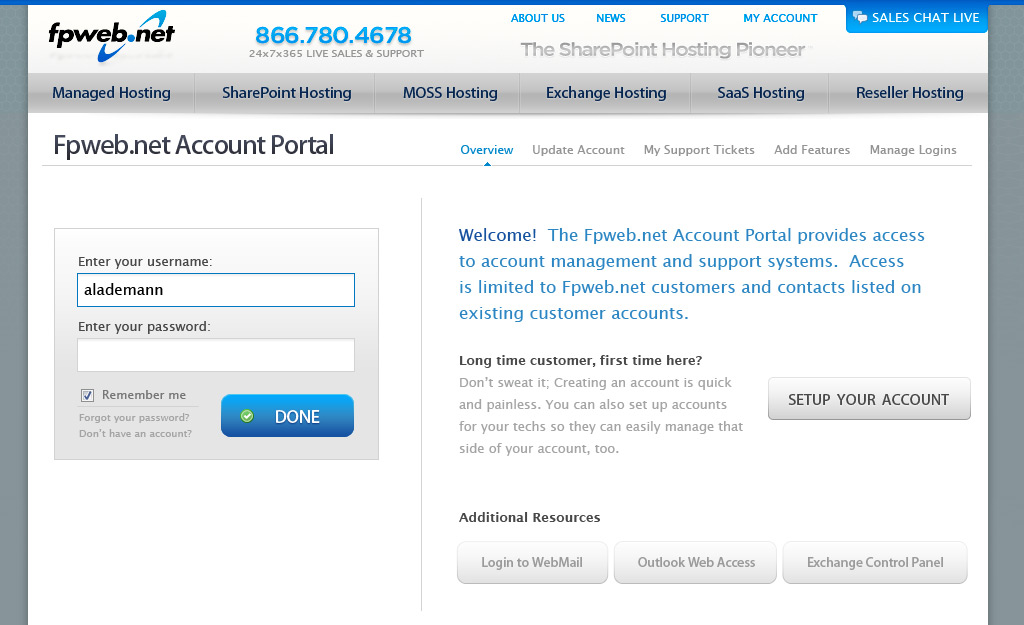 fpweb.net
866.780.4678
24x7x365 LIVE SALES & SUPPORT
ABOUT US NEWS SUPPORT MY ACCOUNT
SALES CHAT LIVE
The SharePoint Hosting Pioneer
Managed Hosting SharePoint Hosting MOSS Hosting Exchange Hosting SaaS Hosting Reseller Hosting
Fpweb.net Account Portal
Overview Update Account My Support Tickets Add Features Manage Logins
Enter your username:
alademann
Enter your password:
Remember me
Forgot your password?
Don't have an account?
DONE
Welcome! The Fpweb.net Account Portal provides access
to account management and support systems. Access
is limited to Fpweb.net customers and contacts listed on
existing customer accounts.
Long time customer, first time here?
Don't sweat it; Creating an account is quick
and painless. You can also set up accounts
for your techs so they can easily manage that
side of your account, too.
SETUP YOUR ACCOUNT
Additional Resources
Login to WebMail Outlook Web Access Exchange Control Panel